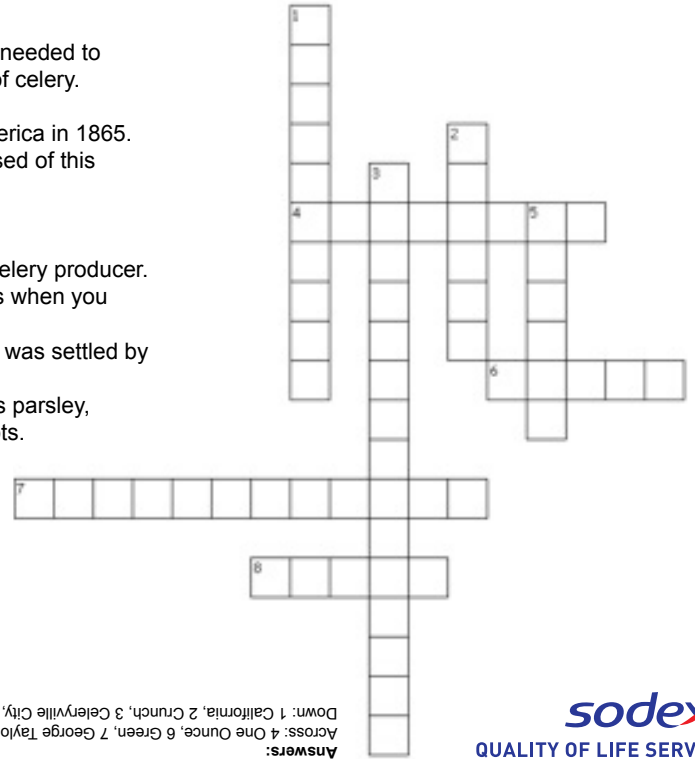 needed to
of celery.
erica in 1865.
sed of this
elery producer.
s when you
was settled by
s parsley,
ots.
1
2
3
4
5
6
7
8
Answers:
Across: 4 One Ounce, 6 Green, 7 George Taylo
Down: 1 California, 2 Crunch, 3 Celeryville City,
sodex
QUALITY OF LIFE SERV